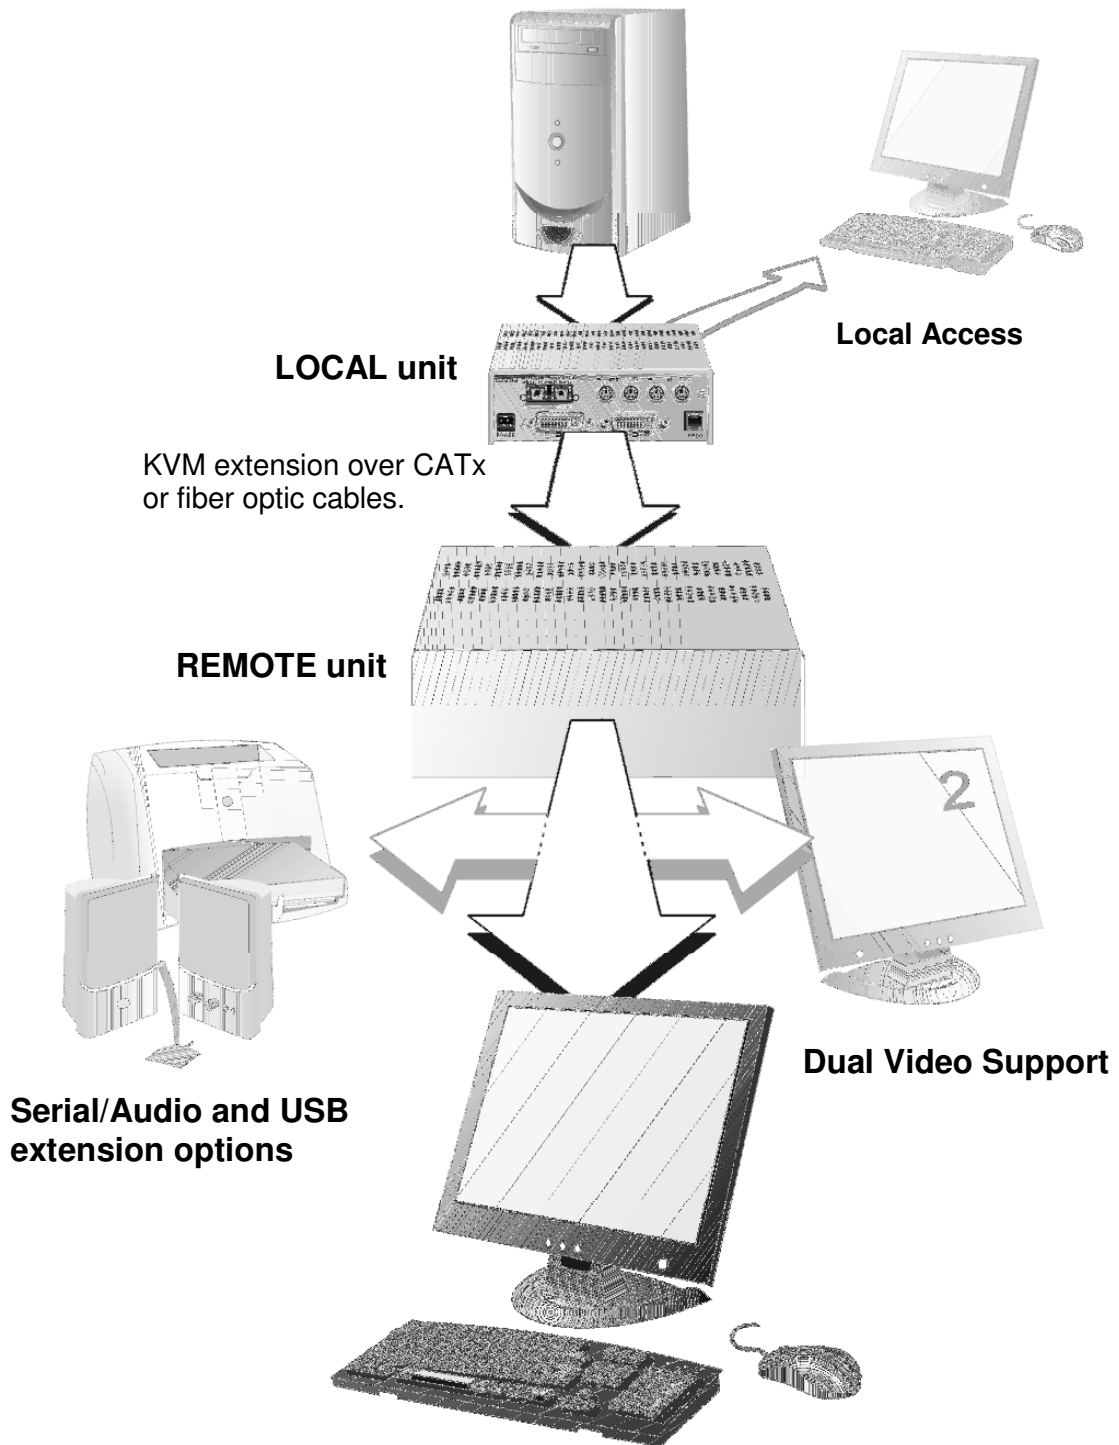 Local Access
LOCAL unit
KVM extension over CATx
or fiber optic cables.
REMOTE unit
2
Dual Video Support
Serial/Audio and USB
extension options